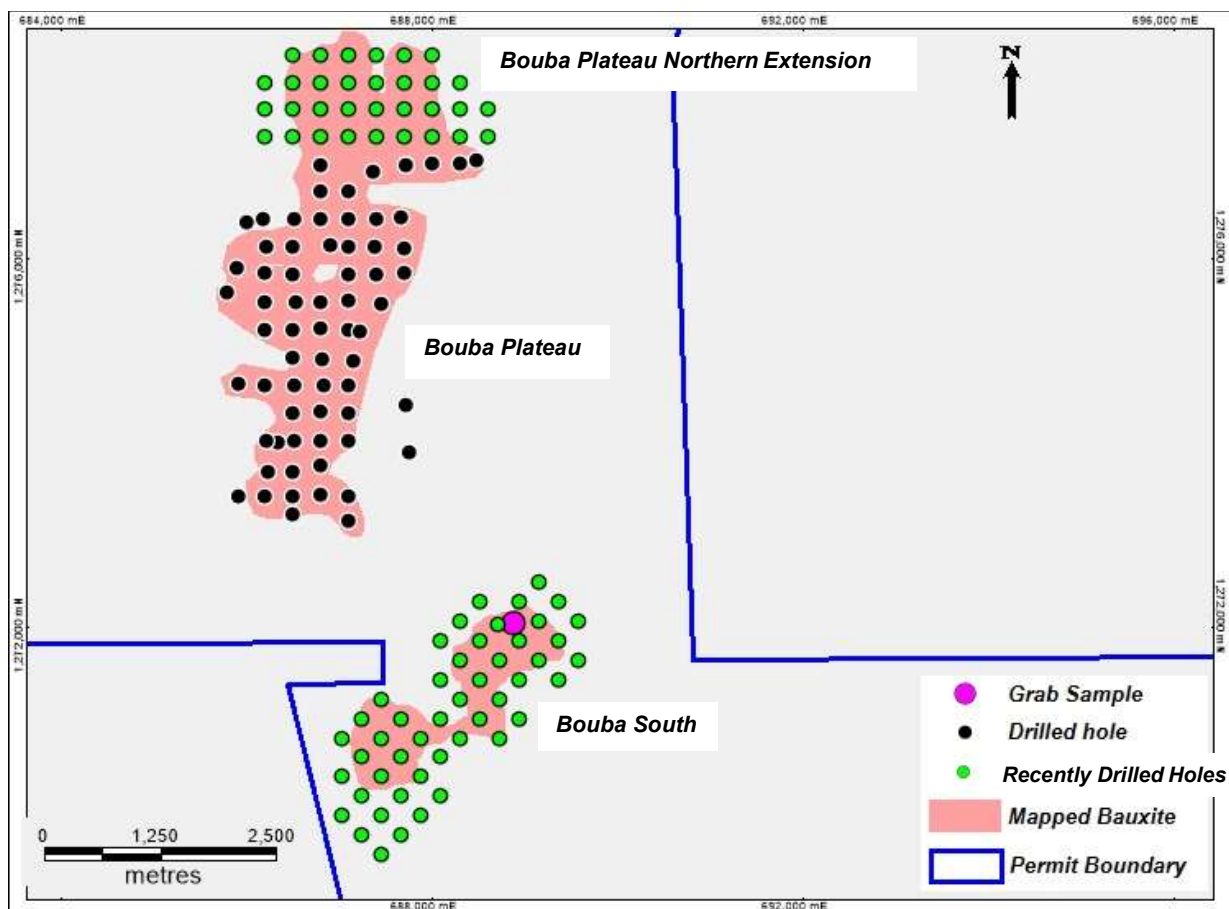 684,000 mE
688,000 mE
692,000 mE
696,000 mE
Bouba Plateau Northern Extension
N
1,276,000 mN
1,276,000 mN
Bouba Plateau
1,272,000 mN
1,272,000 mN
Bouba South
Grab Sample
Drilled hole
Recently Drilled Holes
Mapped Bauxite
Permit Boundary
0 1,250 2,500
metres
688,000 mE
692,000 mE
696,000 mE